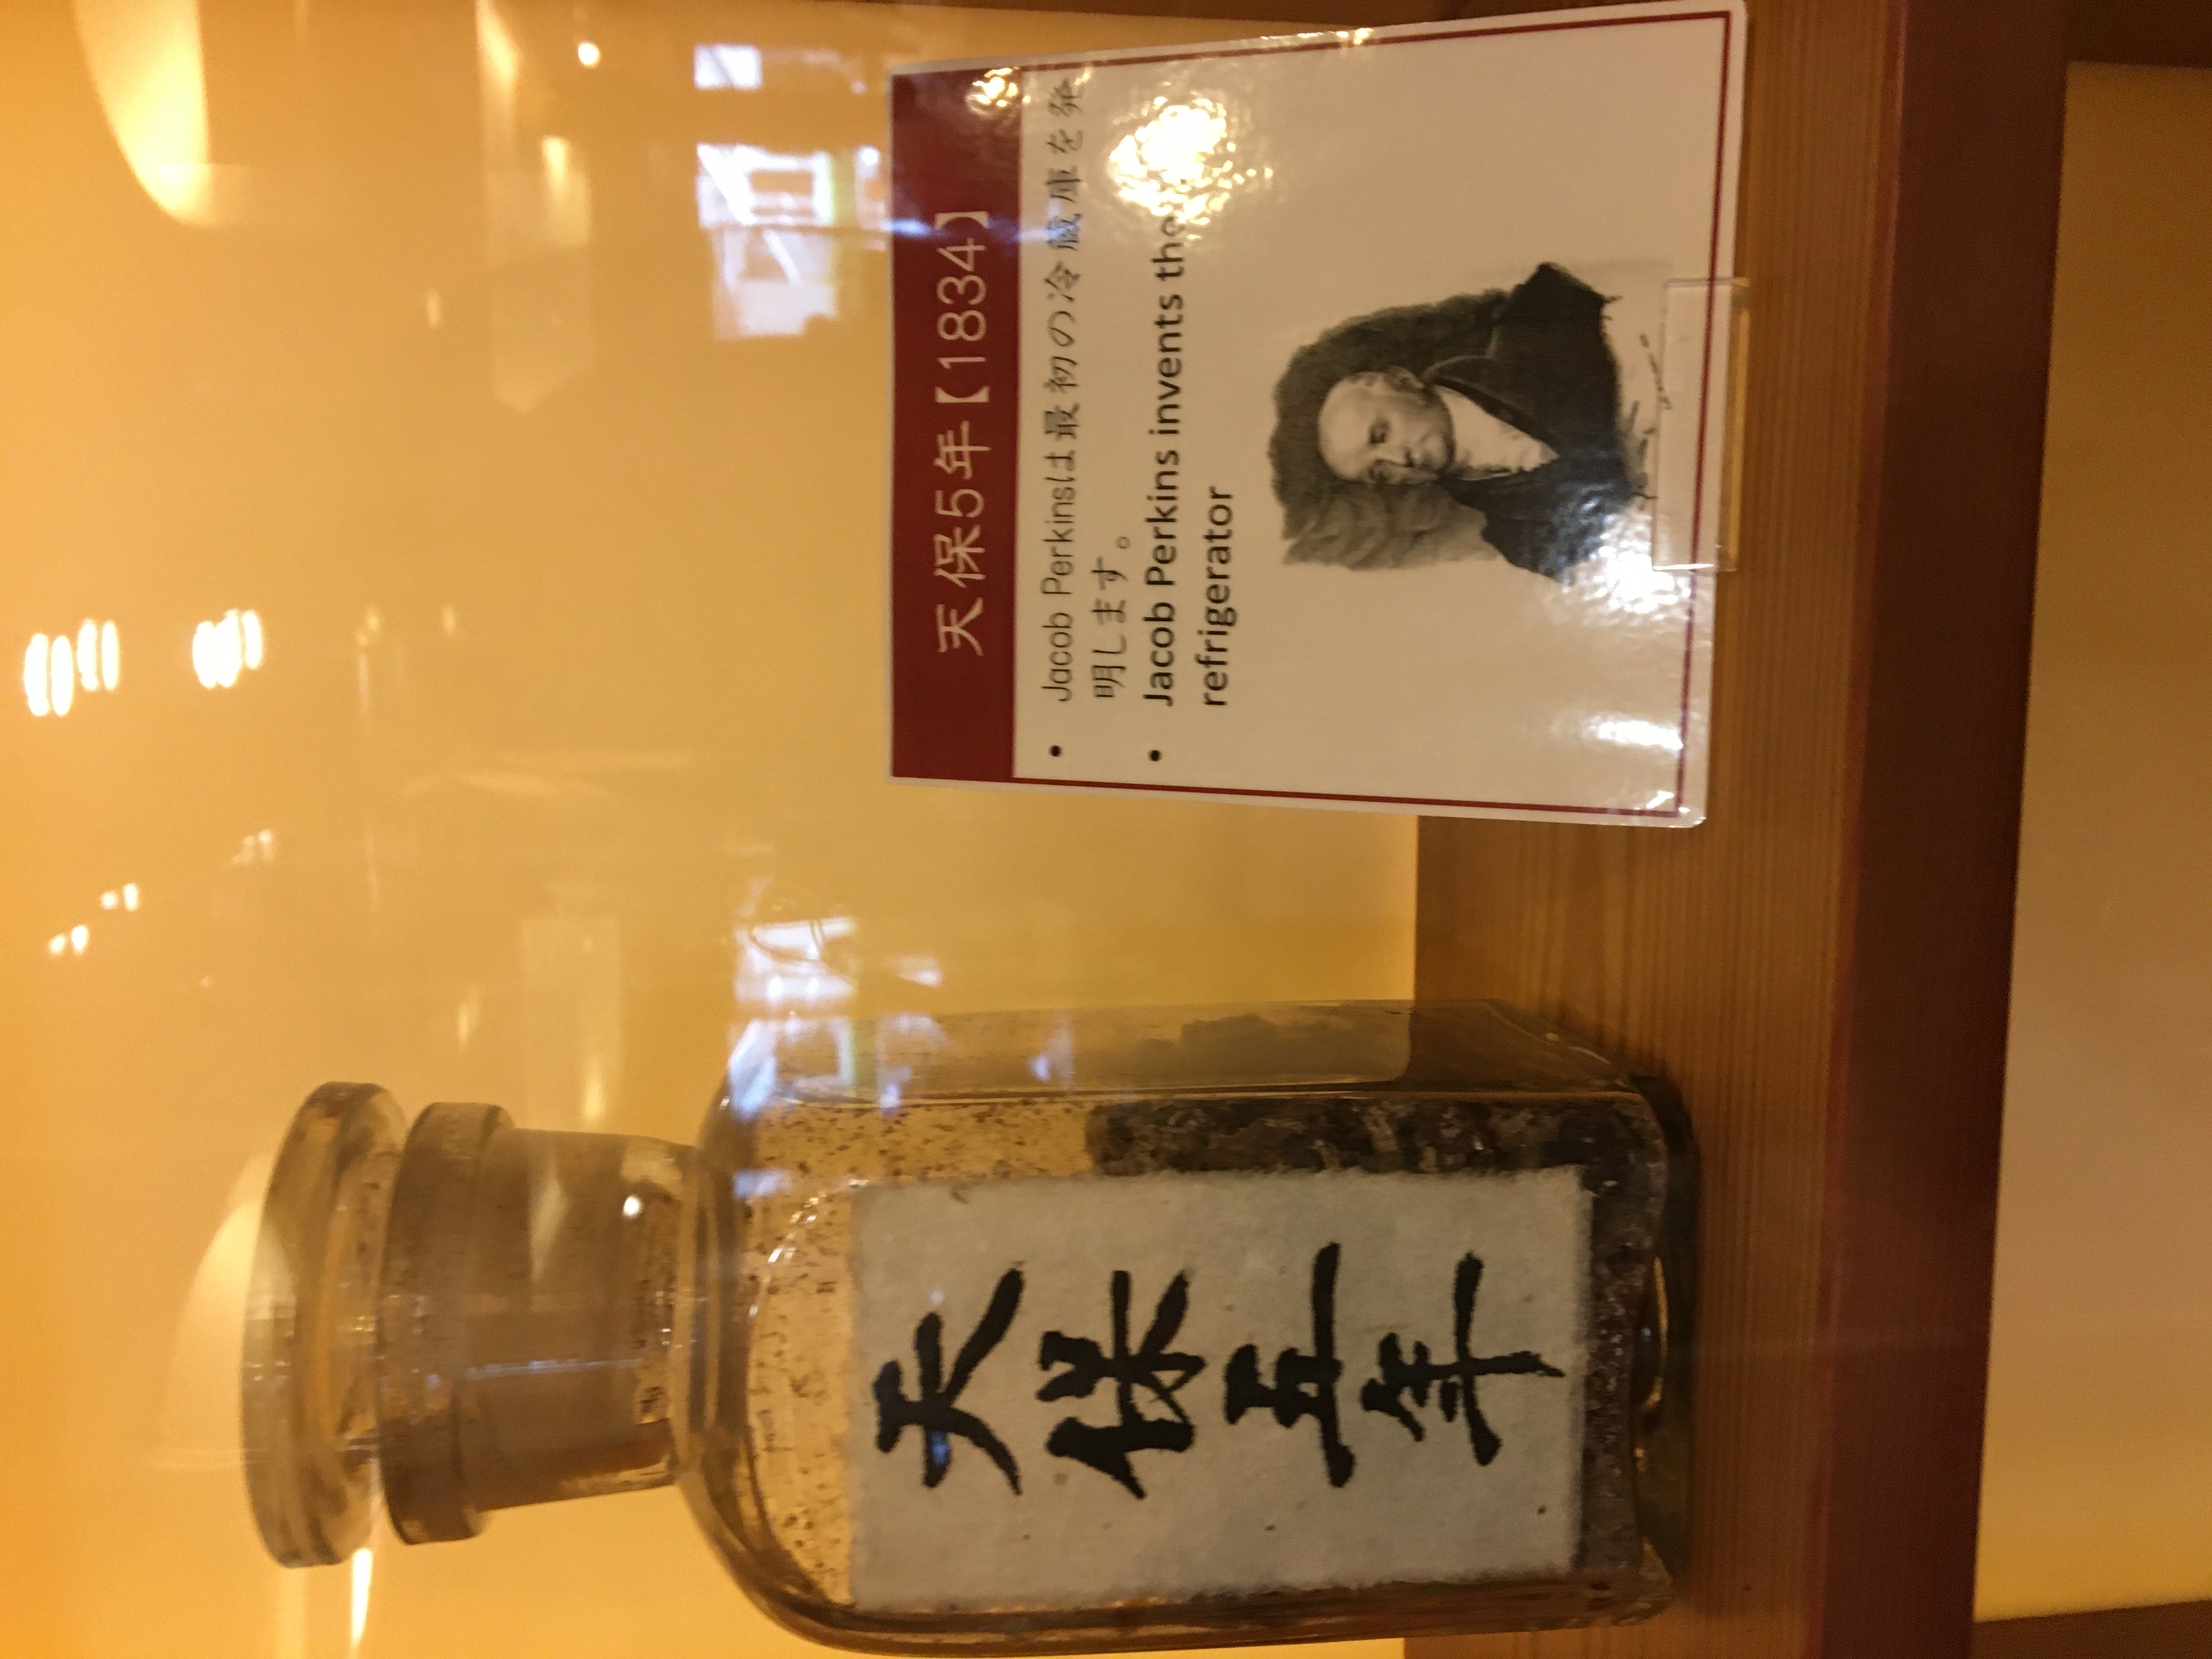 天保5年【1834】
• Jacob Perkinsは最初の冷蔵庫を発
明します。
• Jacob Perkins invents the
refrigerator
天保五年